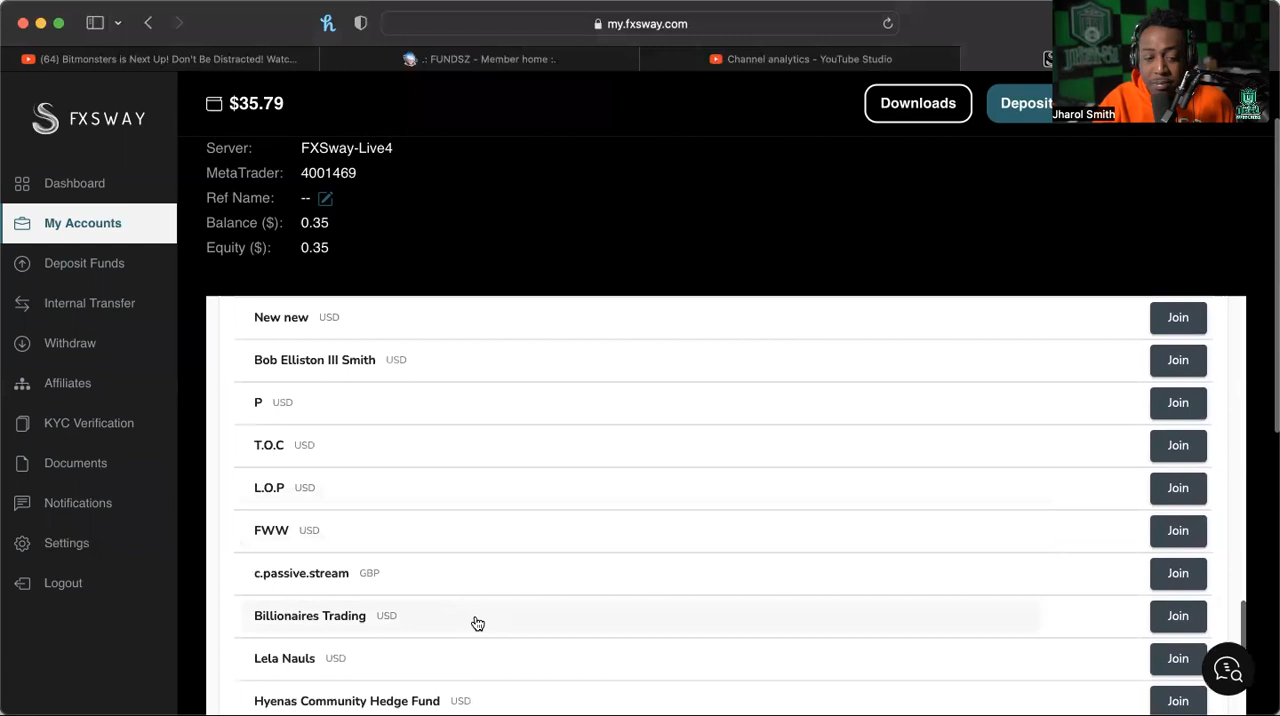 my.fxsway.com
(64) Bitmonsters is Next Up! Don't Be Distracted! Watc...
.: FUNDSZ - Member home :.
Channel analytics - YouTube Studio
Jharol Smith
FXSWAY
$35.79
Downloads
Deposit
Dashboard
My Accounts
Deposit Funds
Internal Transfer
Withdraw
Affiliates
KYC Verification
Documents
Notifications
Settings
Logout
Server: FXSway-Live4
MetaTrader: 4001469
Ref Name: --
Balance ($): 0.35
Equity ($): 0.35
New new USD Join
Bob Elliston III Smith USD Join
P USD Join
T.O.C USD Join
L.O.P USD Join
FWW USD Join
c.passive.stream GBP Join
Billionaires Trading USD Join
Lela Nauls USD Join
Hyenas Community Hedge Fund USD Join